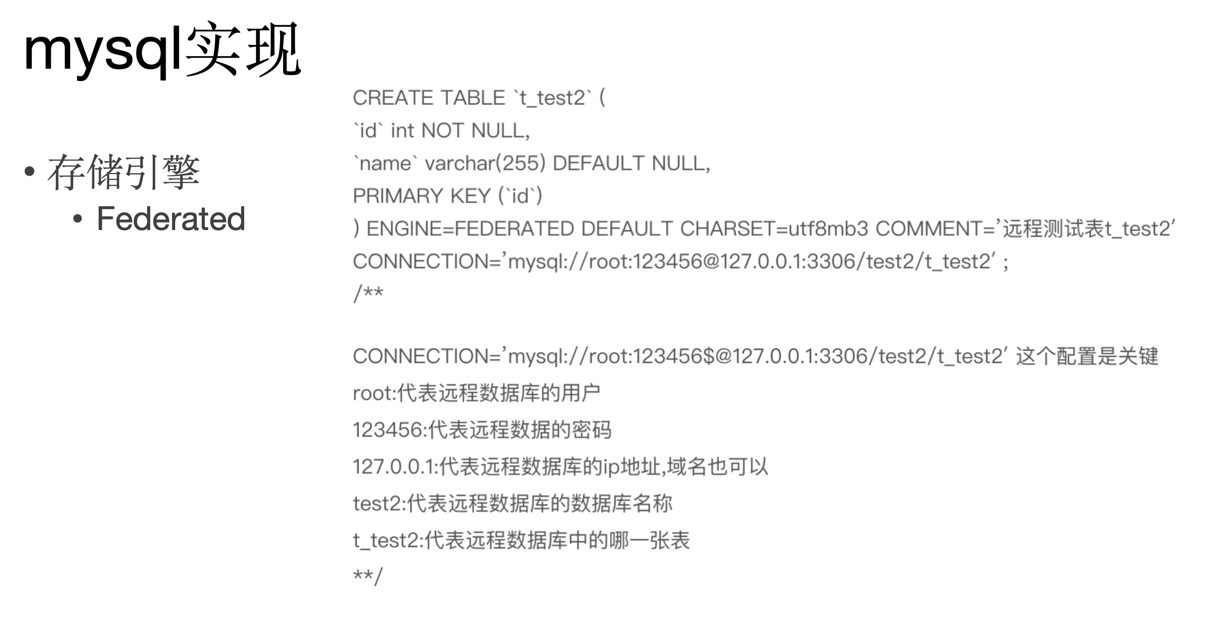 mysql实现
• 存储引擎
• Federated
CREATE TABLE `t_test2` (
`id` int NOT NULL,
`name` varchar(255) DEFAULT NULL,
PRIMARY KEY (`id`)
) ENGINE=FEDERATED DEFAULT CHARSET=utf8mb3 COMMENT='远程测试表t_test2'
CONNECTION='mysql://root:123456@127.0.0.1:3306/test2/t_test2' ;
/**
CONNECTION='mysql://root:123456$@127.0.0.1:3306/test2/t_test2' 这个配置是关键
root:代表远程数据库的用户
123456:代表远程数据的密码
127.0.0.1:代表远程数据库的ip地址,域名也可以
test2:代表远程数据库的数据库名称
t_test2:代表远程数据库中的哪一张表
**/